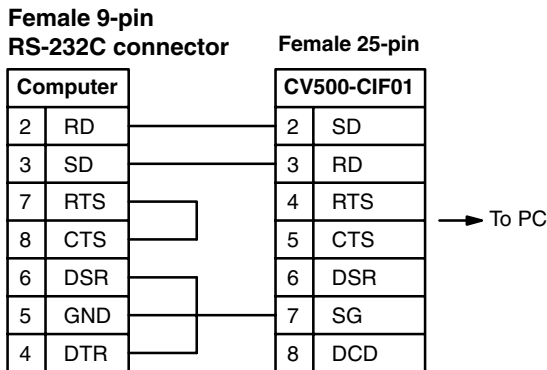 Female 9-pin
RS-232C connector
Female 25-pin
Computer
CV500-CIF01
2 RD
2 SD
3 SD
3 RD
7 RTS
4 RTS
8 CTS
5 CTS
6 DSR
6 DSR
5 GND
7 SG
4 DTR
8 DCD
To PC